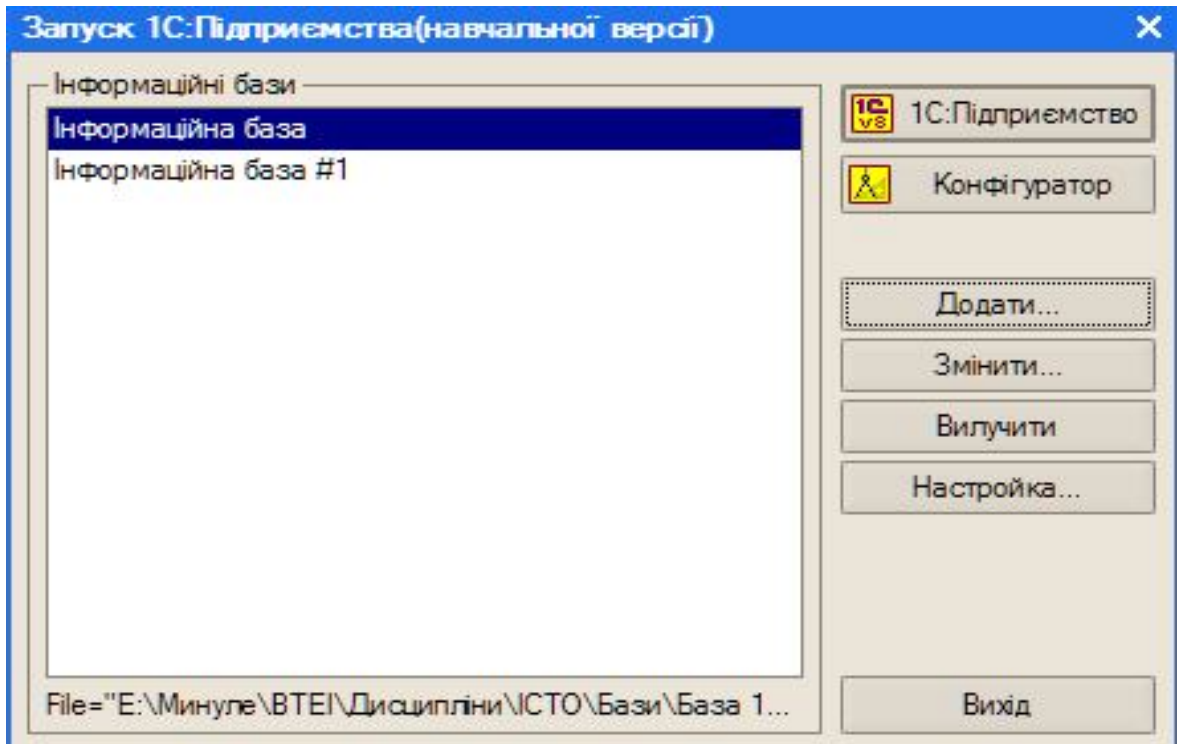 Запуск 1С:Підприємства(навчальної версії)
Інформаційні бази
Інформаційна база
Інформаційна база #1
1С:Підприємство
Конфігуратор
Додати...
Змінити...
Вилучити
Настройка...
File="E:\Минуле\ВТЕІ\Дисципліни\ІСТО\Бази\База 1...
Вихід